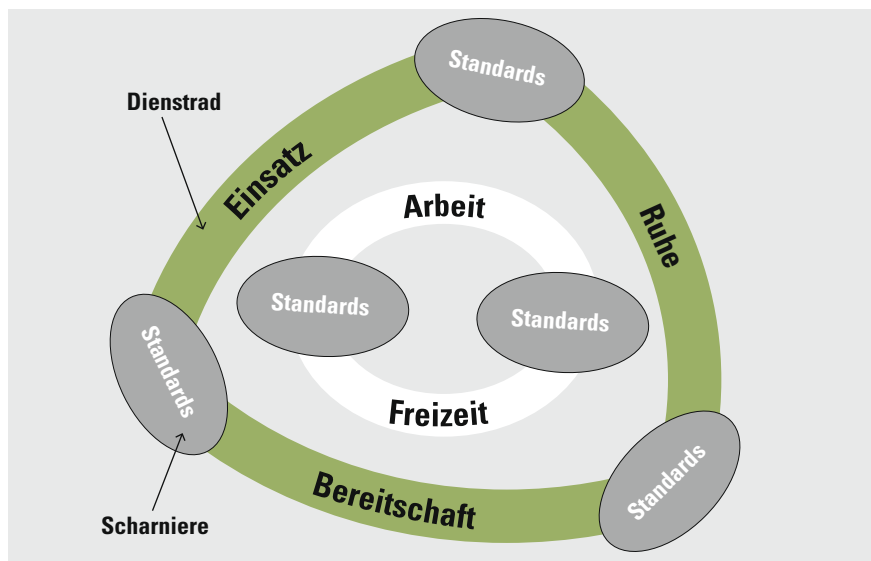 Standards
Dienstrad
Einsatz
Arbeit
Ruhe
Standards
Standards
Standards
Freizeit
Standards
Bereitschaft
Scharniere